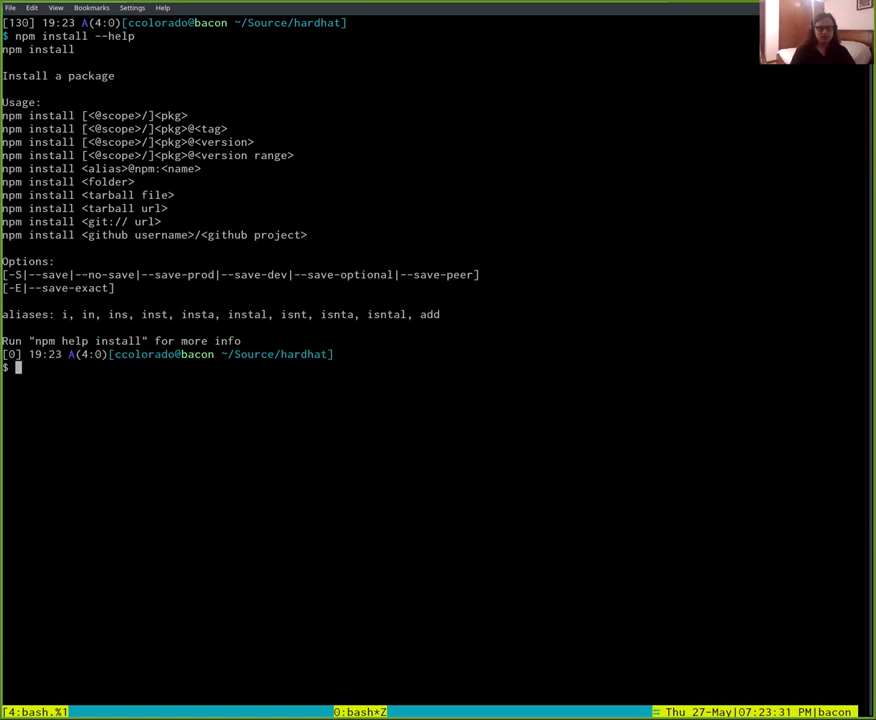 File Edit View Bookmarks Settings Help
[130] 19:23 A(4:0)[ccolorado@bacon ~/Source/hardhat]
$ npm install --help
npm install
Install a package
Usage:
npm install [<@scope>/]<pkg>
npm install [<@scope>/]<pkg>@<tag>
npm install [<@scope>/]<pkg>@<version>
npm install [<@scope>/]<pkg>@<version range>
npm install <alias>@npm:<name>
npm install <folder>
npm install <tarball file>
npm install <tarball url>
npm install <git:// url>
npm install <github username>/<github project>
Options:
[-S|--save|--no-save|--save-prod|--save-dev|--save-optional|--save-peer]
[-E|--save-exact]
aliases: i, in, ins, inst, insta, instal, isnt, isnta, isntal, add
Run "npm help install" for more info
[0] 19:23 A(4:0)[ccolorado@bacon ~/Source/hardhat]
$
[4:bash.%1 0:bash*Z = Thu 27-May|07:23:31 PM|bacon